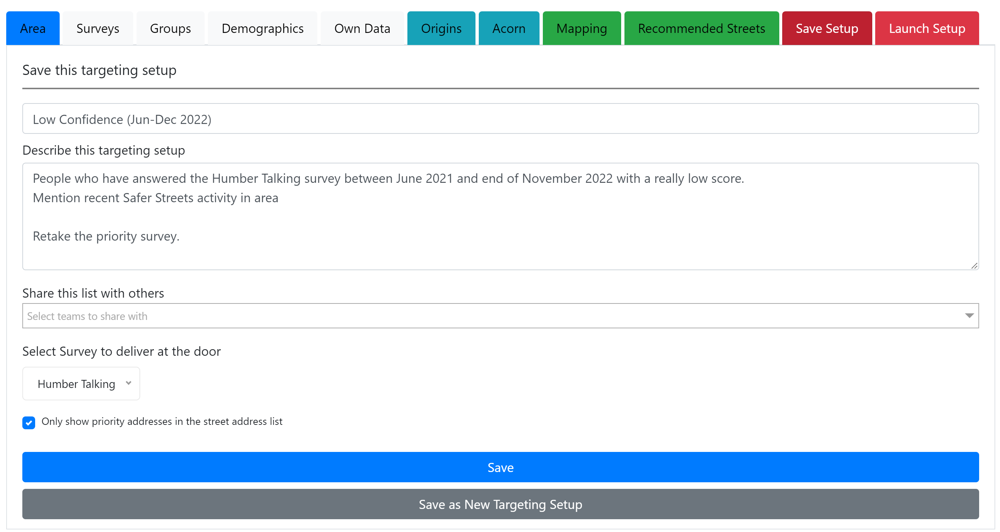 Area Surveys Groups Demographics Own Data Origins Acorn Mapping Recommended Streets Save Setup Launch Setup
Save this targeting setup
Low Confidence (Jun-Dec 2022)
Describe this targeting setup
People who have answered the Humber Talking survey between June 2021 and end of November 2022 with a really low score.
Mention recent Safer Streets activity in area
Retake the priority survey.
Share this list with others
Select teams to share with
Select Survey to deliver at the door
Humber Talking
Only show priority addresses in the street address list
Save
Save as New Targeting Setup